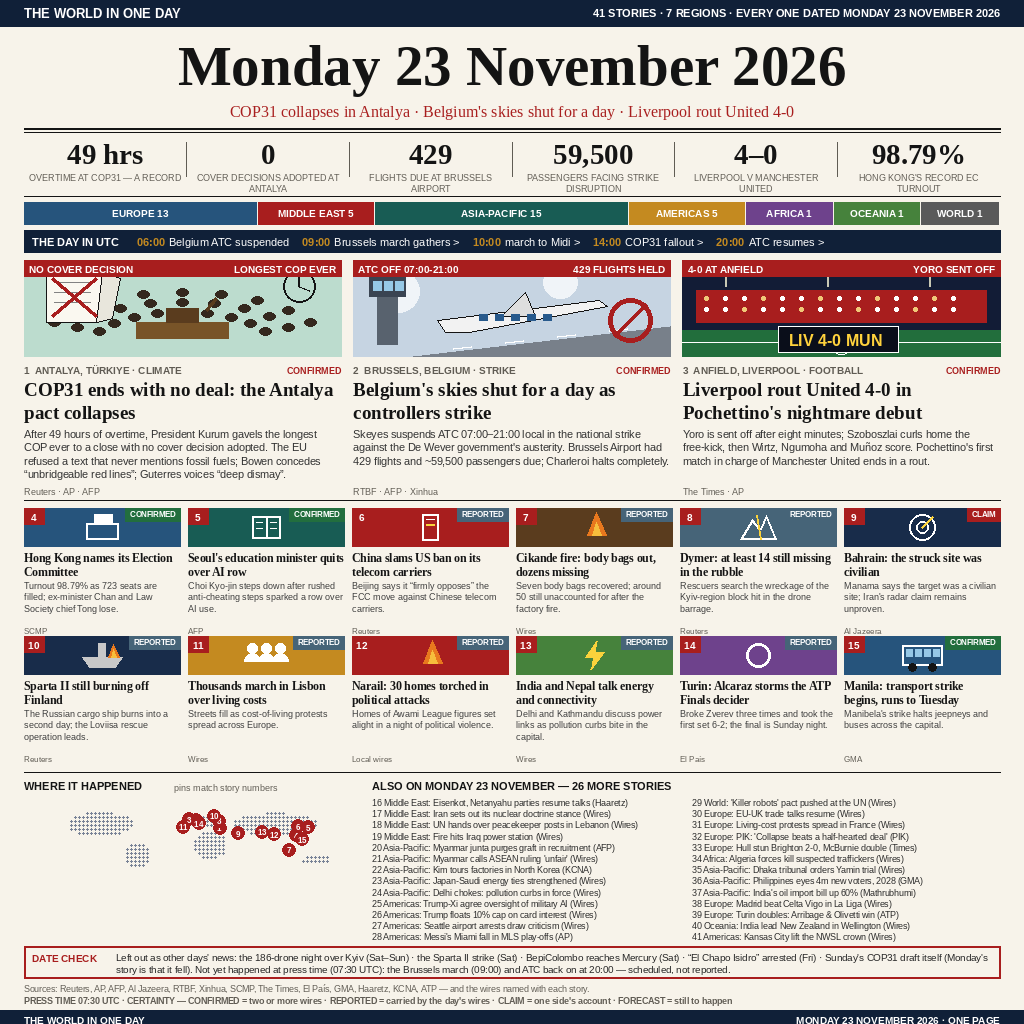 THE WORLD IN ONE DAY
41 STORIES · 7 REGIONS · EVERY ONE DATED MONDAY 23 NOVEMBER 2026
Monday 23 November 2026
COP31 collapses in Antalya · Belgium's skies shut for a day · Liverpool rout United 4-0
49 hrs
OVERTIME AT COP31 — A RECORD
0
COVER DECISIONS ADOPTED AT
ANTALYA
429
FLIGHTS DUE AT BRUSSELS
AIRPORT
59,500
PASSENGERS FACING STRIKE
DISRUPTION
4–0
LIVERPOOL V MANCHESTER
UNITED
98.79%
HONG KONG'S RECORD EC
TURNOUT
EUROPE 13
MIDDLE EAST 5
ASIA-PACIFIC 15
AMERICAS 5
AFRICA 1
OCEANIA 1
WORLD 1
THE DAY IN UTC 06:00 Belgium ATC suspended 09:00 Brussels march gathers > 10:00 march to Midi > 14:00 COP31 fallout > 20:00 ATC resumes >
NO COVER DECISION
LONGEST COP EVER
ATC OFF 07:00-21:00
429 FLIGHTS HELD
4-0 AT ANFIELD
YORO SENT OFF
LIV 4-0 MUN
1 ANTALYA, TÜRKIYE · CLIMATE
CONFIRMED
COP31 ends with no deal: the Antalya
pact collapses
After 49 hours of overtime, President Kurum gavels the longest
COP ever to a close with no cover decision adopted. The EU
refused a text that never mentions fossil fuels; Bowen concedes
“unbridgeable red lines”; Guterres voices “deep dismay”.
Reuters · AP · AFP
2 BRUSSELS, BELGIUM · STRIKE
CONFIRMED
Belgium's skies shut for a day as
controllers strike
Skeyes suspends ATC 07:00–21:00 local in the national strike
against the De Wever government's austerity. Brussels Airport had
429 flights and ~59,500 passengers due; Charleroi halts completely.
RTBF · AFP · Xinhua
3 ANFIELD, LIVERPOOL · FOOTBALL
CONFIRMED
Liverpool rout United 4-0 in
Pochettino's nightmare debut
Yoro is sent off after eight minutes; Szoboszlai curls home the
free-kick, then Wirtz, Ngumoha and Muñoz score. Pochettino's first
match in charge of Manchester United ends in a rout.
The Times · AP
4
CONFIRMED
Hong Kong names its Election
Committee
Turnout 98.79% as 723 seats are
filled; ex-minister Chan and Law
Society chief Tong lose.
SCMP
5
CONFIRMED
Seoul's education minister quits
over AI row
Choi Kyo-jin steps down after rushed
anti-cheating steps sparked a row over
AI use.
AFP
6
REPORTED
China slams US ban on its
telecom carriers
Beijing says it “firmly opposes” the
FCC move against Chinese telecom
carriers.
Reuters
7
REPORTED
Cikande fire: body bags out,
dozens missing
Seven body bags recovered; around
50 still unaccounted for after the
factory fire.
Wires
8
REPORTED
Dymer: at least 14 still missing
in the rubble
Rescuers search the wreckage of the
Kyiv-region block hit in the drone
barrage.
Reuters
9
CLAIM
Bahrain: the struck site was
civilian
Manama says the target was a civilian
site; Iran's radar claim remains
unproven.
Al Jazeera
10
REPORTED
Sparta II still burning off
Finland
The Russian cargo ship burns into a
second day; the Loviisa rescue
operation leads.
Reuters
11
REPORTED
Thousands march in Lisbon
over living costs
Streets fill as cost-of-living protests
spread across Europe.
Wires
12
REPORTED
Narail: 30 homes torched in
political attacks
Homes of Awami League figures set
alight in a night of political violence.
Local wires
13
REPORTED
India and Nepal talk energy
and connectivity
Delhi and Kathmandu discuss power
links as pollution curbs bite in the
capital.
Wires
14
REPORTED
Turin: Alcaraz storms the ATP
Finals decider
Broke Zverev three times and took the
first set 6-2; the final is Sunday night.
El País
15
CONFIRMED
Manila: transport strike
begins, runs to Tuesday
Manibela's strike halts jeepneys and
buses across the capital.
GMA
WHERE IT HAPPENED
pins match story numbers
3
11
14
10
9
13
12
6
5
15
7
ALSO ON MONDAY 23 NOVEMBER — 26 MORE STORIES
16 Middle East: Eisenkot, Netanyahu parties resume talks (Haaretz)
17 Middle East: Iran sets out its nuclear doctrine stance (Wires)
18 Middle East: UN hands over peacekeeper posts in Lebanon (Wires)
19 Middle East: Fire hits Iraq power station (Wires)
20 Asia-Pacific: Myanmar junta purges graft in recruitment (AFP)
21 Asia-Pacific: Myanmar calls ASEAN ruling 'unfair' (Wires)
22 Asia-Pacific: Kim tours factories in North Korea (KCNA)
23 Asia-Pacific: Japan-Saudi energy ties strengthened (Wires)
24 Asia-Pacific: Delhi chokes: pollution curbs in force (Wires)
25 Americas: Trump-Xi agree oversight of military AI (Wires)
26 Americas: Trump floats 10% cap on card interest (Wires)
27 Americas: Seattle airport arrests draw criticism (Wires)
28 Americas: Messi's Miami fall in MLS play-offs (AP)
29 World: 'Killer robots' pact pushed at the UN (Wires)
30 Europe: EU-UK trade talks resume (Wires)
31 Europe: Living-cost protests spread in France (Wires)
32 Europe: PIK: 'Collapse beats a half-hearted deal' (PIK)
33 Europe: Hull stun Brighton 2-0, McBurnie double (Times)
34 Africa: Algeria forces kill suspected traffickers (Wires)
35 Asia-Pacific: Dhaka tribunal orders Yamin trial (Wires)
36 Asia-Pacific: Philippines eyes 4m new voters, 2028 (GMA)
37 Asia-Pacific: India's oil import bill up 60% (Mathrubhumi)
38 Europe: Madrid beat Celta Vigo in La Liga (Wires)
39 Europe: Turin doubles: Arribage & Olivetti win (ATP)
40 Oceania: India lead New Zealand in Wellington (Wires)
41 Americas: Kansas City lift the NWSL crown (Wires)
DATE CHECK
Left out as other days' news: the 186-drone night over Kyiv (Sat–Sun) · the Sparta II strike (Sun) · BepiColombo reaches Mercury (Sat) · “El Chapo Isidro” arrested (Fri) · Sunday's COP31 draft itself (Monday's
story is that it fell). Not yet happened at press time (07:30 UTC): the Brussels march (09:00) and ATC back on at 20:00 — scheduled, not reported.
Sources: Reuters, AP, AFP, Al Jazeera, RTBF, Xinhua, SCMP, The Times, El País, GMA, Haaretz, KCNA, ATP — and the wires named with each story.
PRESS TIME 07:30 UTC · CERTAINTY — CONFIRMED = two or more wires · REPORTED = carried by the day's wires · CLAIM = one side's account · FORECAST = still to happen
THE WORLD IN ONE DAY
MONDAY 23 NOVEMBER 2026 · ONE PAGE